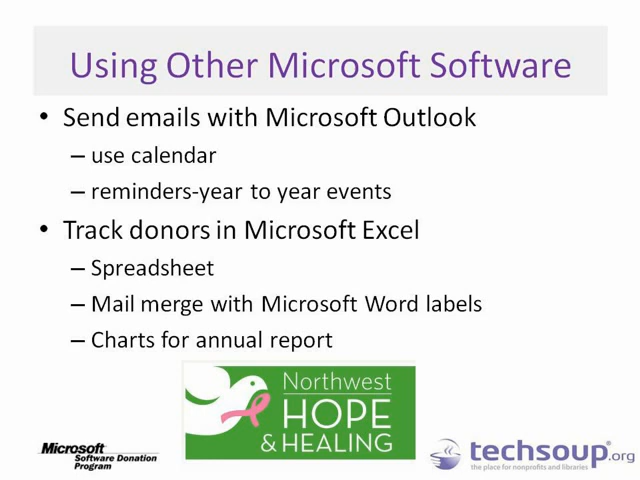 Using Other Microsoft Software
• Send emails with Microsoft Outlook
– use calendar
– reminders-year to year events
• Track donors in Microsoft Excel
– Spreadsheet
– Mail merge with Microsoft Word labels
– Charts for annual report
Northwest
HOPE
& HEALING
Microsoft
Software Donation
Program
techsoup.org
the place for nonprofits and libraries